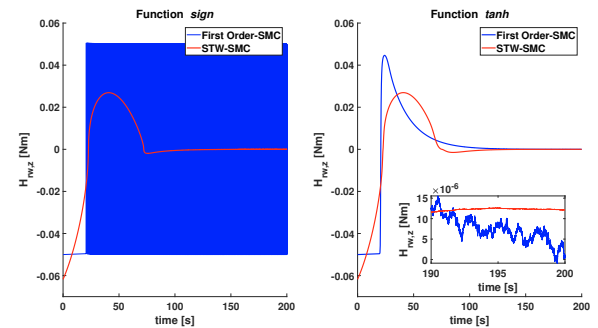 Function sign
First Order-SMC
STW-SMC
0.06
0.04
0.02
0
-0.02
-0.04
-0.06
H_rw,z [Nm]
0 50 100 150 200
time [s]
Function tanh
First Order-SMC
STW-SMC
0.06
0.04
0.02
0
-0.02
-0.04
-0.06
H_rw,z [Nm]
×10^-6
15
10
5
0
H_rw,z [Nm]
190 195 200
time [s]
0 50 100 150 200
time [s]